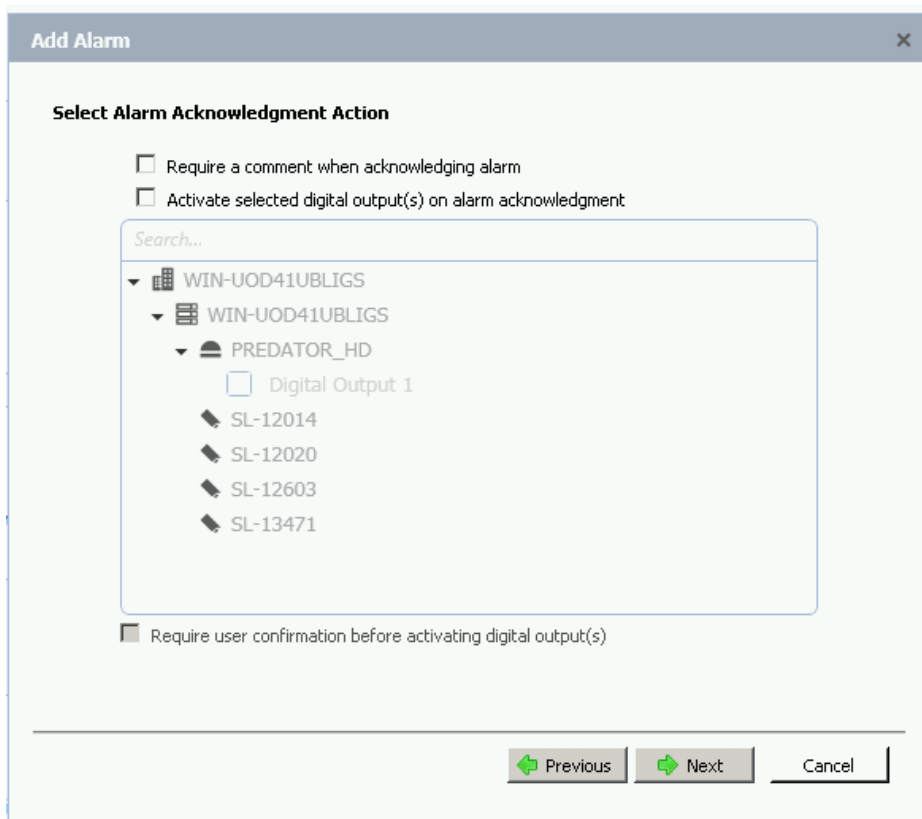 Add Alarm
Select Alarm Acknowledgment Action
Require a comment when acknowledging alarm
Activate selected digital output(s) on alarm acknowledgment
Search...
WIN-UOD41UBLIGS
WIN-UOD41UBLIGS
PREDATOR_HD
Digital Output 1
SL-12014
SL-12020
SL-12603
SL-13471
Require user confirmation before activating digital output(s)
Previous
Next
Cancel